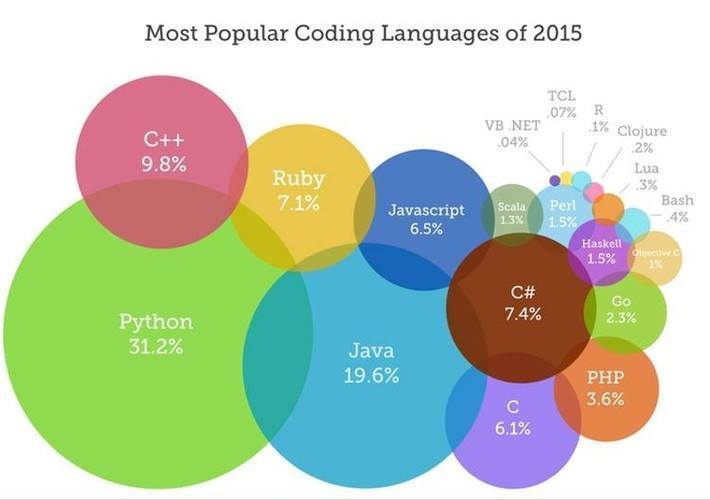 Most Popular Coding Languages of 2015
C++
9.8%
Ruby
7.1%
Javascript
6.5%
Python
31.2%
Java
19.6%
Scala
1.3%
Perl
1.5%
VB .NET
.04%
TCL
.07%
R
.1%
Clojure
.2%
Lua
.3%
Bash
.4%
Haskell
1.5%
Objective C
1%
C#
7.4%
Go
2.3%
PHP
3.6%
C
6.1%